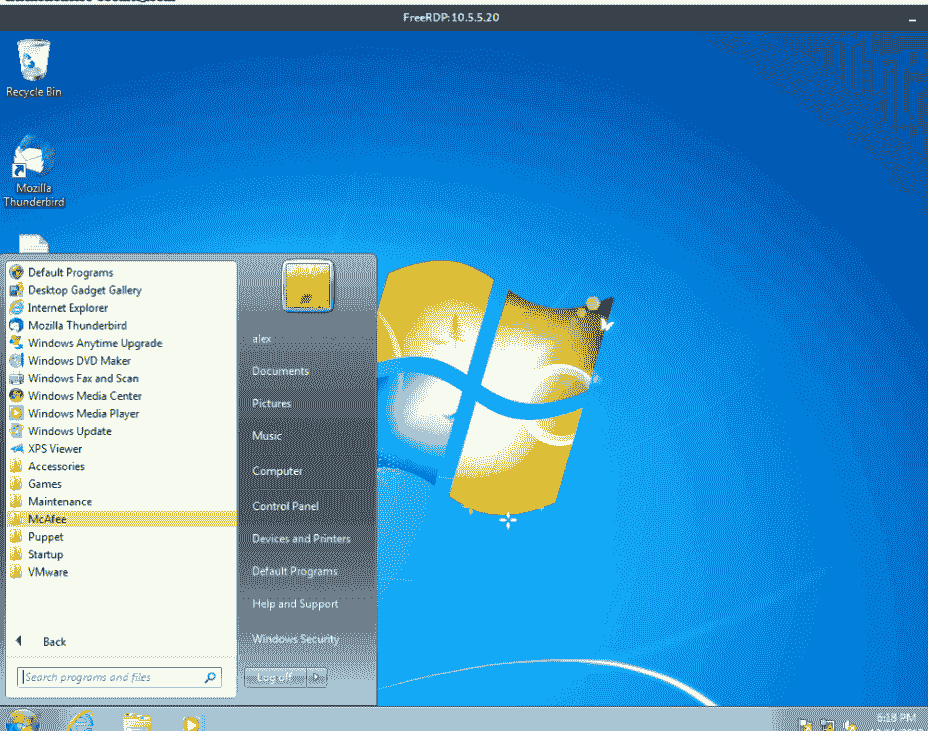 FreeRDP: 10.5.5.20
Recycle Bin
Mozilla
Thunderbird
Default Programs
Desktop Gadget Gallery
Internet Explorer
Mozilla Thunderbird
Windows Anytime Upgrade
Windows DVD Maker
Windows Fax and Scan
Windows Media Center
Windows Media Player
Windows Update
XPS Viewer
Accessories
Games
Maintenance
McAfee
Puppet
Startup
VMware
Back
Search programs and files
alex
Documents
Pictures
Music
Computer
Control Panel
Devices and Printers
Default Programs
Help and Support
Windows Security
Log off
6:18 PM